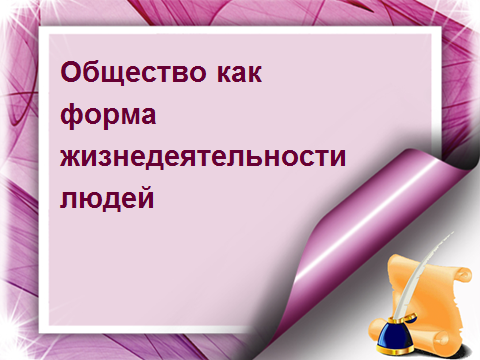 Общество как
форма
жизнедеятельности
людей